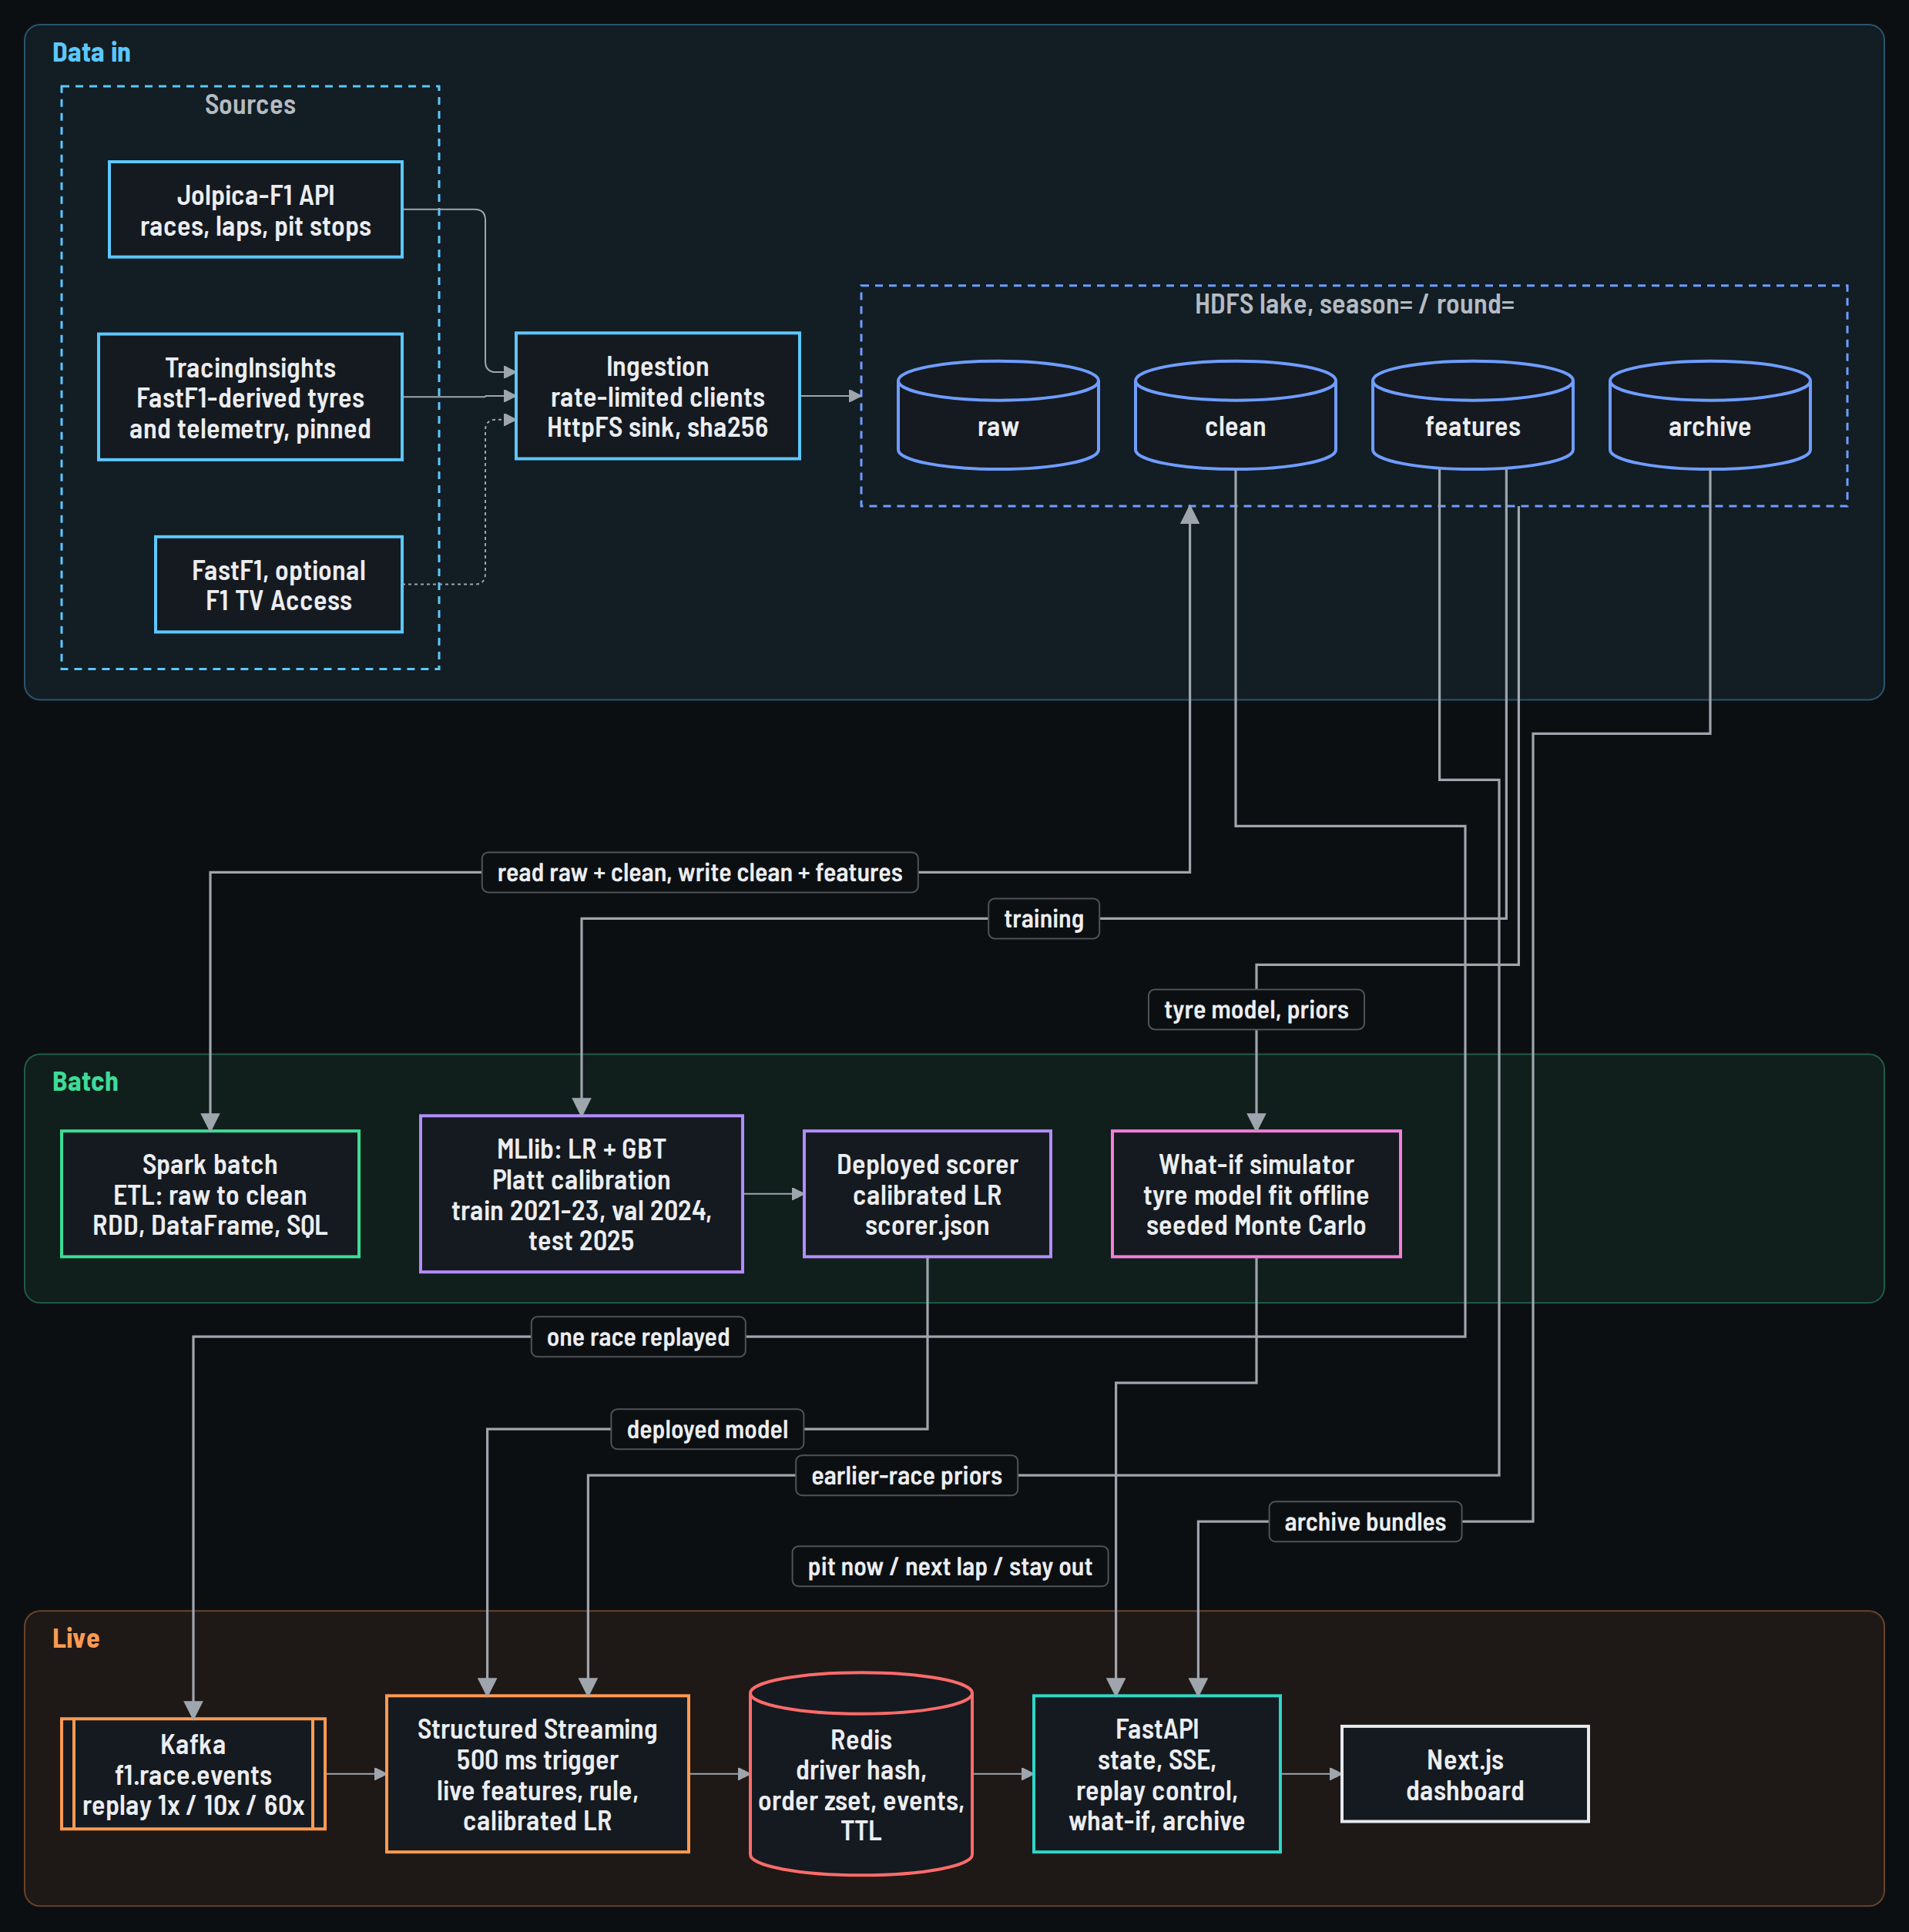 Data in
Sources
Jolpica-F1 API
races, laps, pit stops
TracingInsights
FastF1-derived tyres
and telemetry, pinned
FastF1, optional
F1 TV Access
Ingestion
rate-limited clients
HttpFS sink, sha256
HDFS lake, season= / round=
raw
clean
features
archive
read raw + clean, write clean + features
training
tyre model, priors
Batch
Spark batch
ETL: raw to clean
RDD, DataFrame, SQL
MLlib: LR + GBT
Platt calibration
train 2021-23, val 2024,
test 2025
Deployed scorer
calibrated LR
scorer.json
What-if simulator
tyre model fit offline
seeded Monte Carlo
one race replayed
deployed model
earlier-race priors
archive bundles
pit now / next lap / stay out
Live
Kafka
f1.race.events
replay 1x / 10x / 60x
Structured Streaming
500 ms trigger
live features, rule,
calibrated LR
Redis
driver hash,
order zset, events,
TTL
FastAPI
state, SSE,
replay control,
what-if, archive
Next.js
dashboard